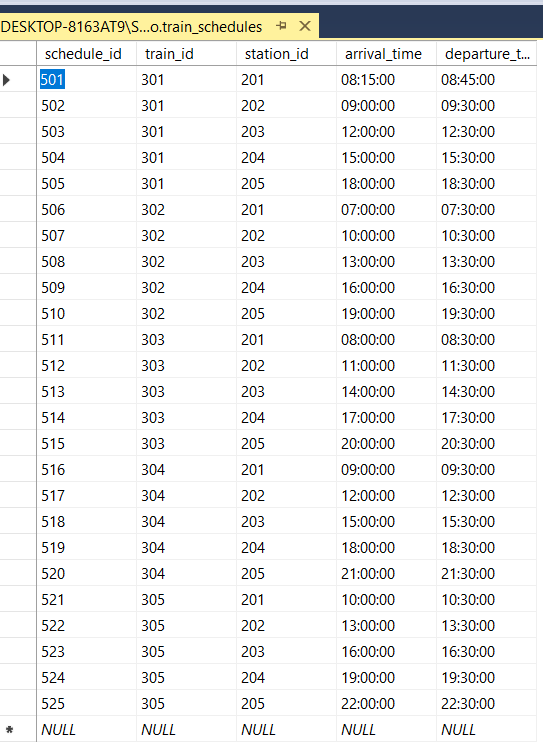 DESKTOP-8163AT9\S...o.train_schedules
schedule_id train_id station_id arrival_time departure_t...
501 301 201 08:15:00 08:45:00
502 301 202 09:00:00 09:30:00
503 301 203 12:00:00 12:30:00
504 301 204 15:00:00 15:30:00
505 301 205 18:00:00 18:30:00
506 302 201 07:00:00 07:30:00
507 302 202 10:00:00 10:30:00
508 302 203 13:00:00 13:30:00
509 302 204 16:00:00 16:30:00
510 302 205 19:00:00 19:30:00
511 303 201 08:00:00 08:30:00
512 303 202 11:00:00 11:30:00
513 303 203 14:00:00 14:30:00
514 303 204 17:00:00 17:30:00
515 303 205 20:00:00 20:30:00
516 304 201 09:00:00 09:30:00
517 304 202 12:00:00 12:30:00
518 304 203 15:00:00 15:30:00
519 304 204 18:00:00 18:30:00
520 304 205 21:00:00 21:30:00
521 305 201 10:00:00 10:30:00
522 305 202 13:00:00 13:30:00
523 305 203 16:00:00 16:30:00
524 305 204 19:00:00 19:30:00
525 305 205 22:00:00 22:30:00
NULL NULL NULL NULL NULL